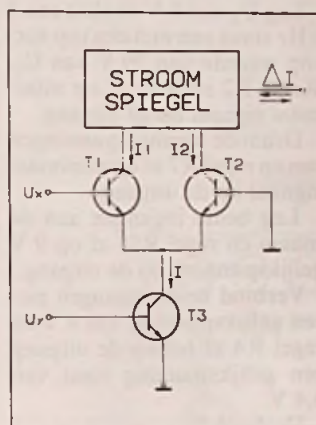 STROOM
SPIEGEL
ΔI
I1 I2
T1 T2
Ux
I
Uy T3